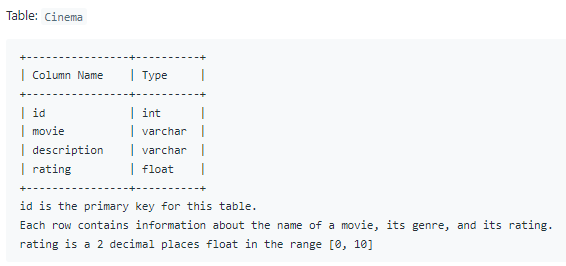 Table: Cinema
+----------------+----------+
| Column Name    | Type     |
+----------------+----------+
| id             | int      |
| movie          | varchar  |
| description    | varchar  |
| rating         | float    |
+----------------+----------+
id is the primary key for this table.
Each row contains information about the name of a movie, its genre, and its rating.
rating is a 2 decimal places float in the range [0, 10]